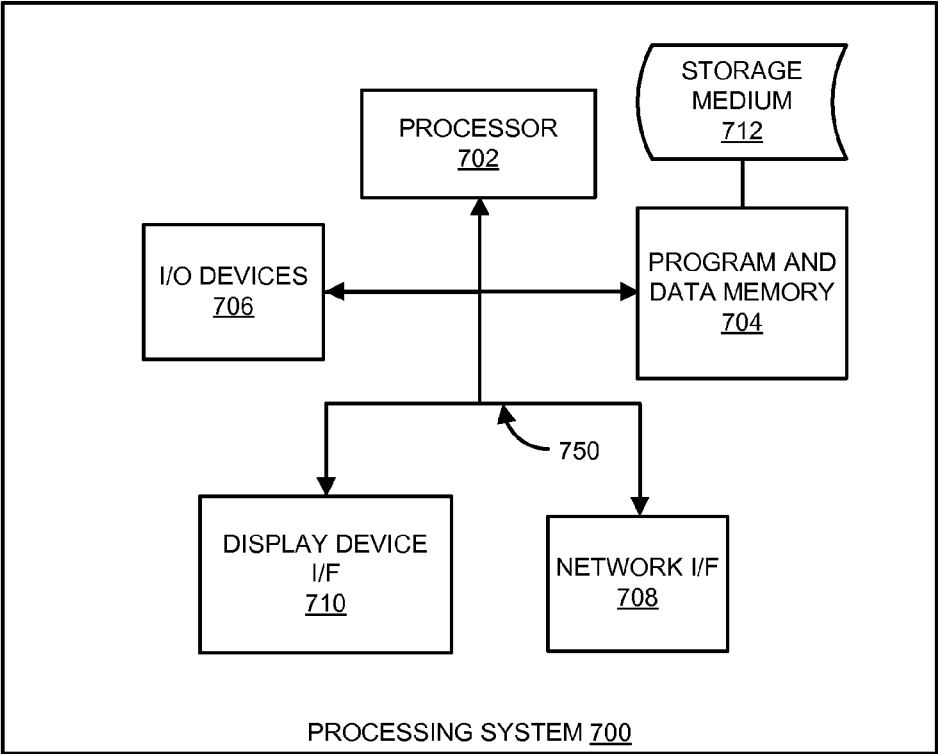 STORAGE
MEDIUM
712
PROCESSOR
702
I/O DEVICES
706
PROGRAM AND
DATA MEMORY
704
750
DISPLAY DEVICE
I/F
710
NETWORK I/F
708
PROCESSING SYSTEM 700